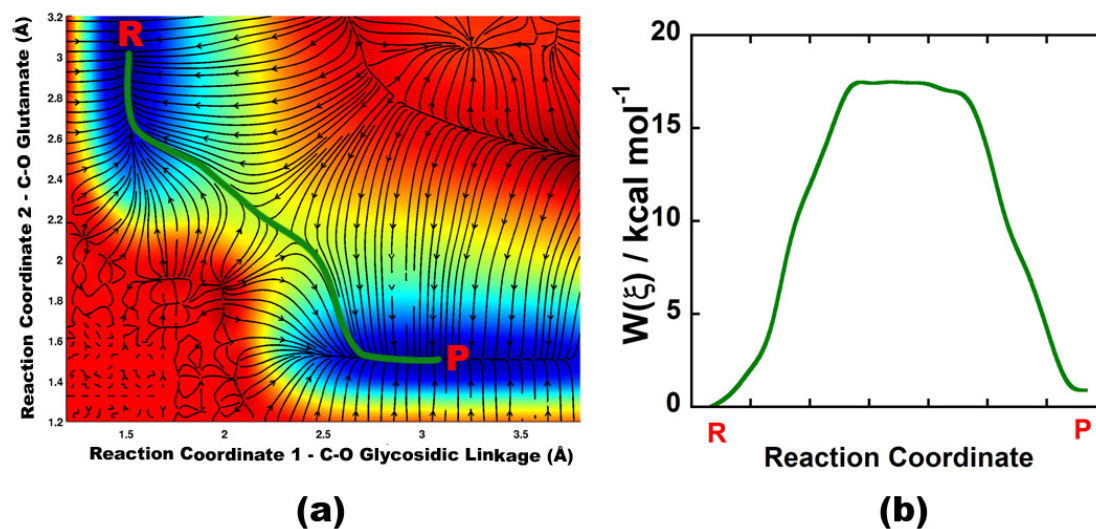 3.2
3
2.8
2.6
2.4
2.2
2
1.8
1.6
1.4
1.2
Reaction Coordinate 2 - C-O Glutamate (Å)
R
P
1.5
2
2.5
3
3.5
Reaction Coordinate 1 - C-O Glycosidic Linkage (Å)
(a)
20
15
10
5
0
W(ξ) / kcal mol⁻¹
R
P
Reaction Coordinate
(b)